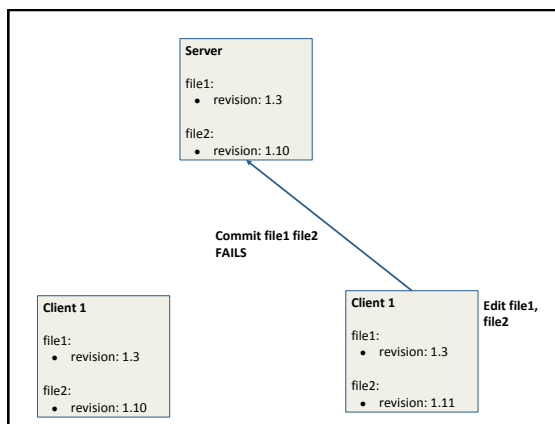 Server
file1:
• revision: 1.3
file2:
• revision: 1.10
Commit file1 file2
FAILS
Client 1
file1:
• revision: 1.3
file2:
• revision: 1.10
Client 1
file1:
• revision: 1.3
file2:
• revision: 1.11
Edit file1,
file2